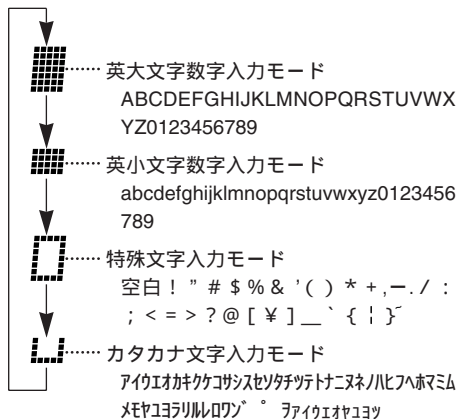 英大文字数字入力モード
ABCDEFGHIJKLMNOPQRSTUVWX
YZ0123456789
英小文字数字入力モード
abcdefghijklmnopqrstuvwxyz0123456
789
特殊文字入力モード
空白 ! ” # $ % & ’ ( ) * + , ー . / :
; < = > ? @ [ ¥ ] _ ` { ¦ } ~
カタカナ文字入力モード
アイウエオカキクケコサシスセソタチツテトナニヌネノハヒフヘホマミム
メモヤユヨラリルレロワン゛゜ヲァィゥェォャュョッ